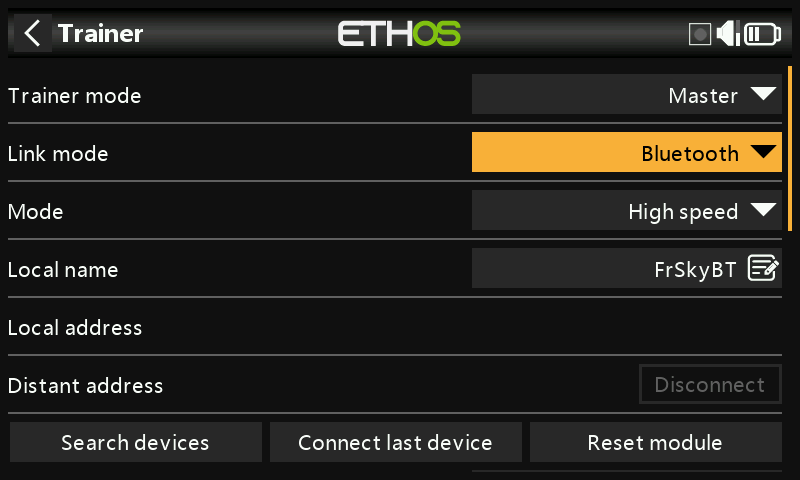 Trainer
ETHOS
Trainer mode Master
Link mode Bluetooth
Mode High speed
Local name FrSkyBT
Local address
Distant address Disconnect
Search devices Connect last device Reset module